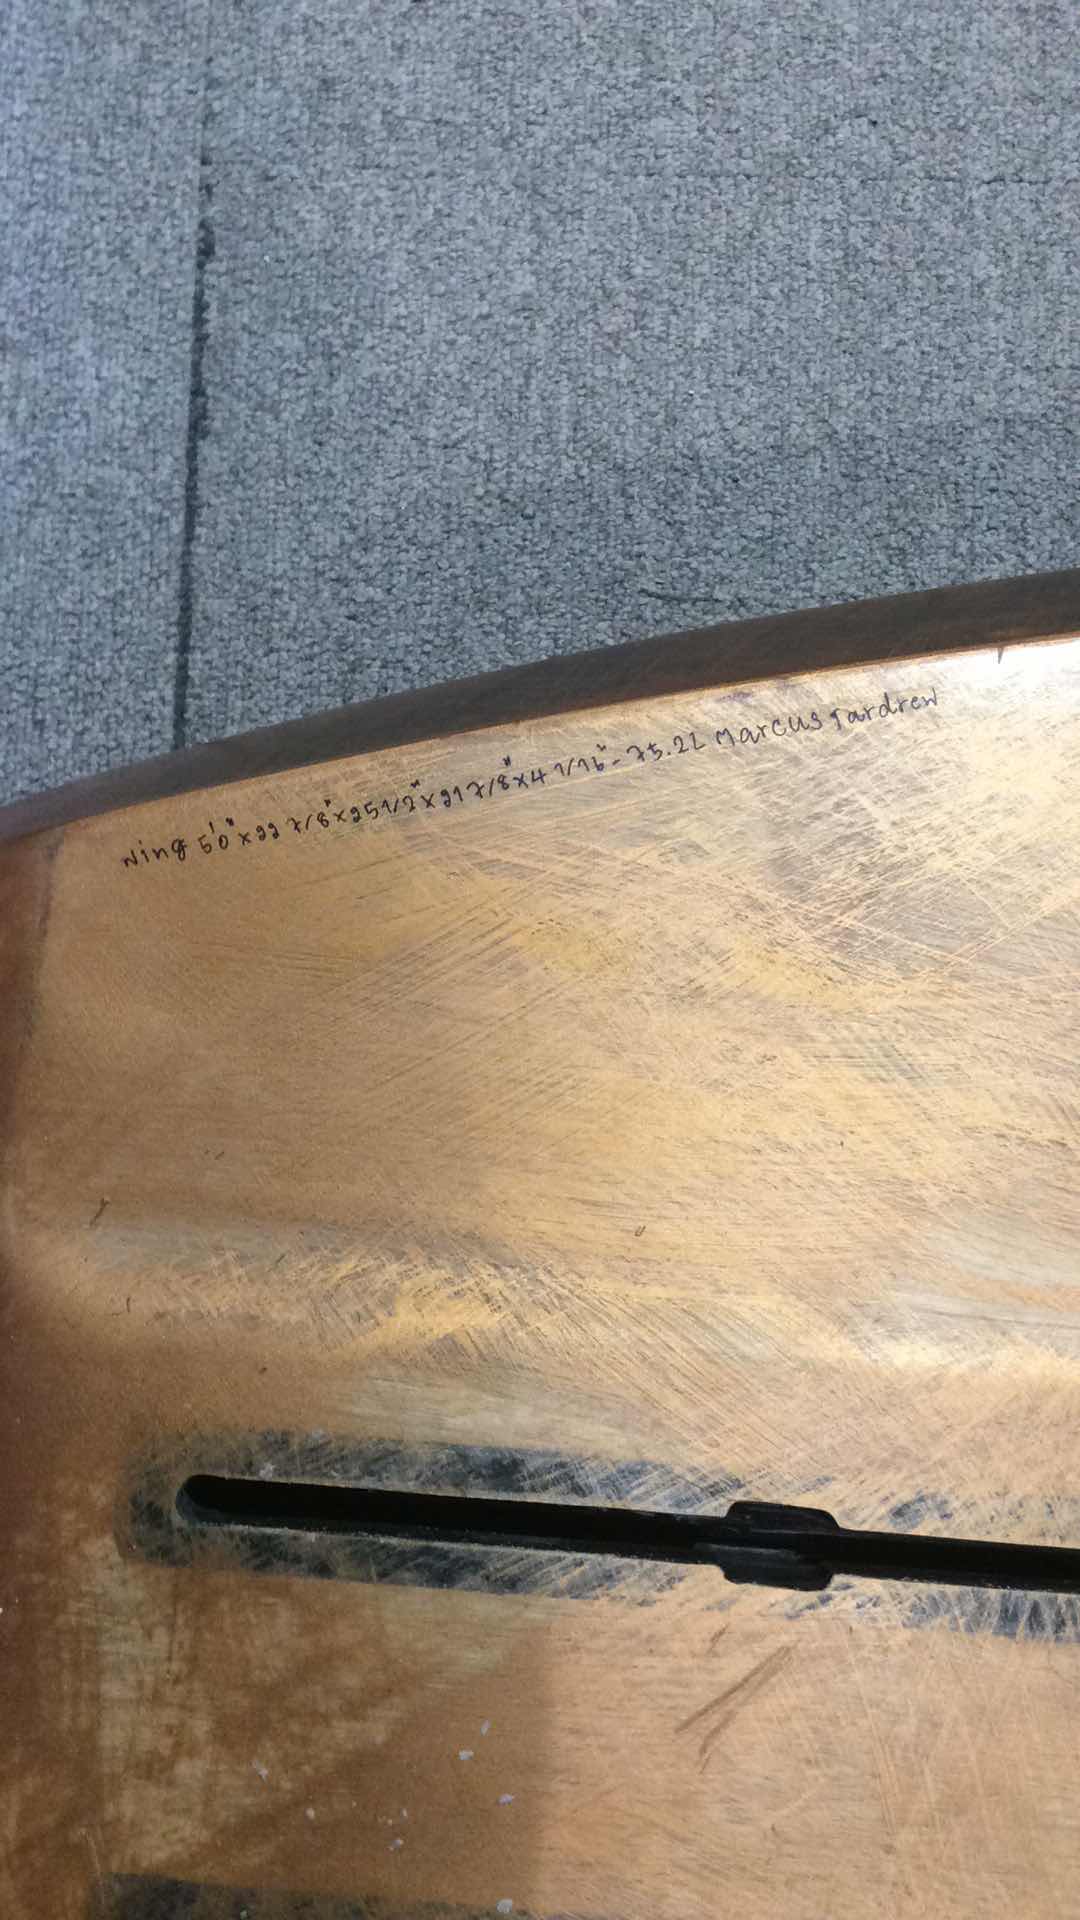 wing 5'0"x22 7/8"x25 1/2"x21 7/8"x4 1/16"- 75.2L Marcus Tardrew